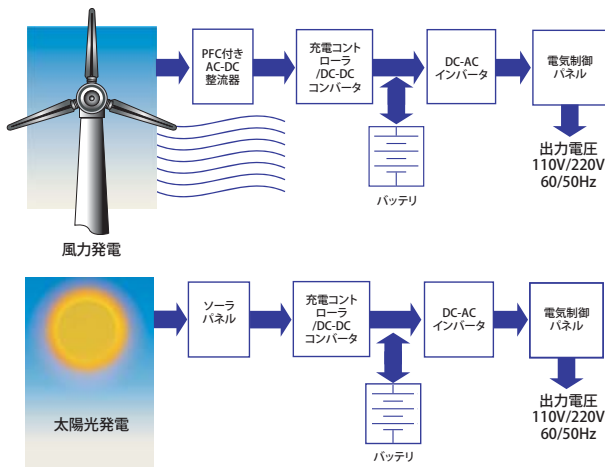 PFC付き
AC-DC
整流器
充電コント
ローラ
/DC-DC
コンバータ
DC-AC
インバータ
電気制御
パネル
バッテリ
出力電圧
110V/220V
60/50Hz
風力発電
ソーラ
パネル
充電コント
ローラ
/DC-DC
コンバータ
DC-AC
インバータ
電気制御
パネル
太陽光発電
バッテリ
出力電圧
110V/220V
60/50Hz